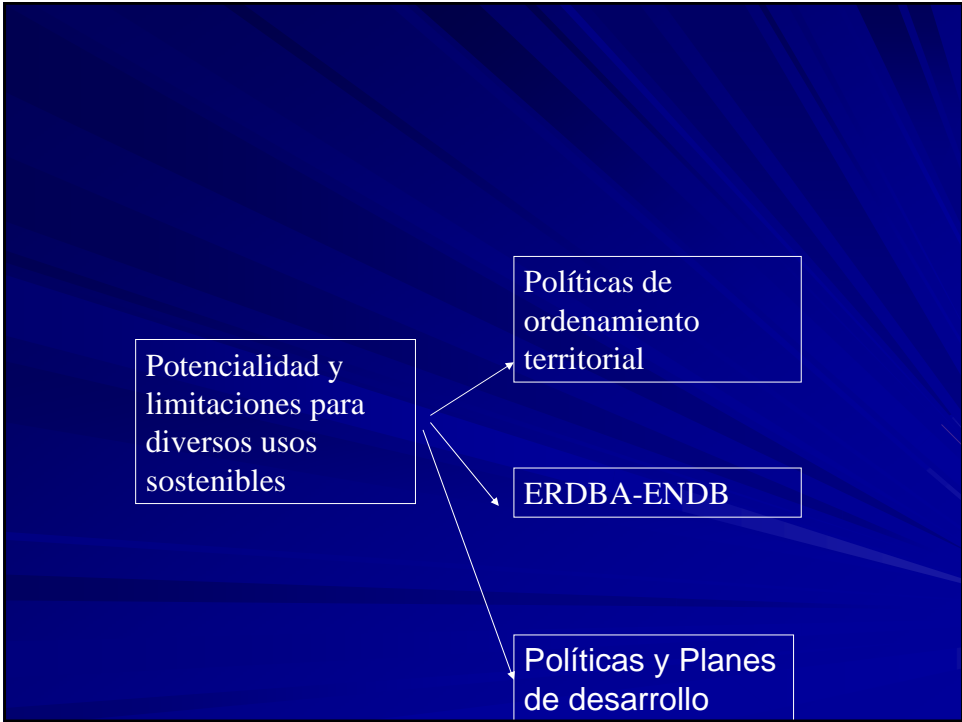 Potencialidad y
limitaciones para
diversos usos
sostenibles
Políticas de
ordenamiento
territorial
ERDBA-ENDB
Políticas y Planes
de desarrollo